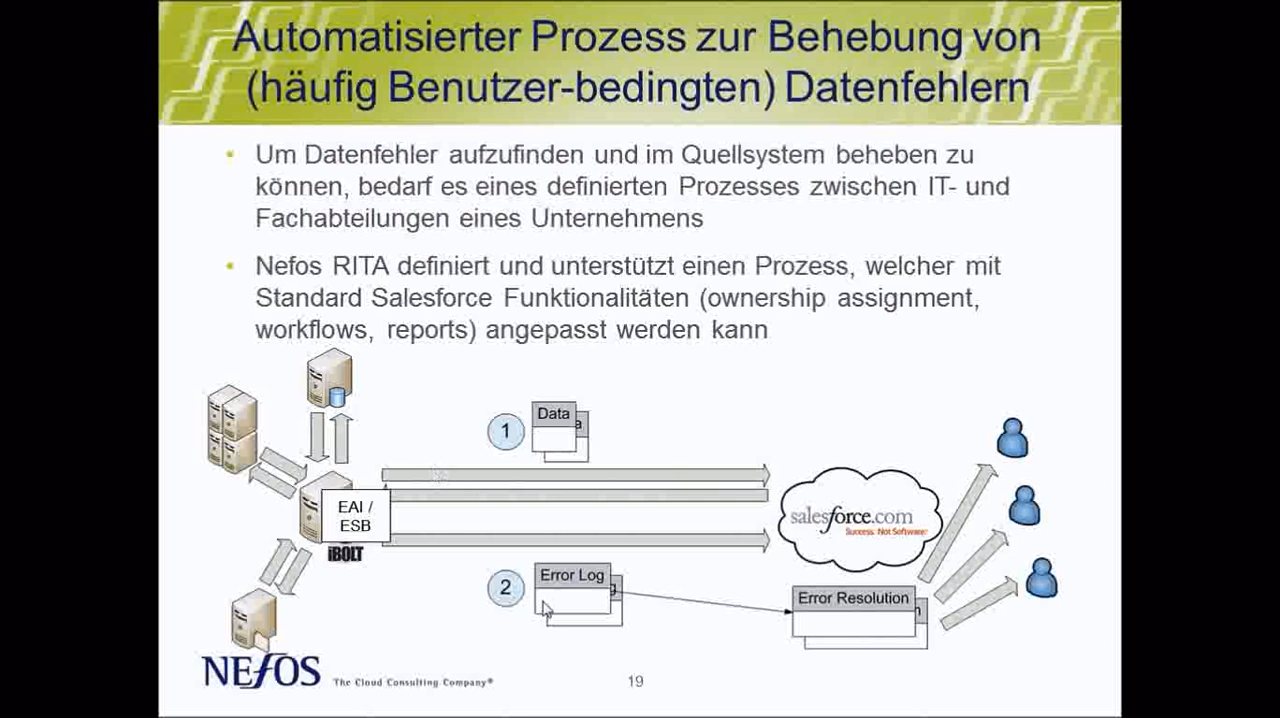 Automatisierter Prozess zur Behebung von
(häufig Benutzer-bedingten) Datenfehlern
• Um Datenfehler aufzufinden und im Quellsystem beheben zu
können, bedarf es eines definierten Prozesses zwischen IT- und
Fachabteilungen eines Unternehmens
• Nefos RITA definiert und unterstützt einen Prozess, welcher mit
Standard Salesforce Funktionalitäten (ownership assignment,
workflows, reports) angepasst werden kann
1
Data
a
EAI /
ESB
iBOLT
salesforce.com
Success. Not Software.
2
Error Log
g
Error Resolution
n
NEfOS
The Cloud Consulting Company®
19